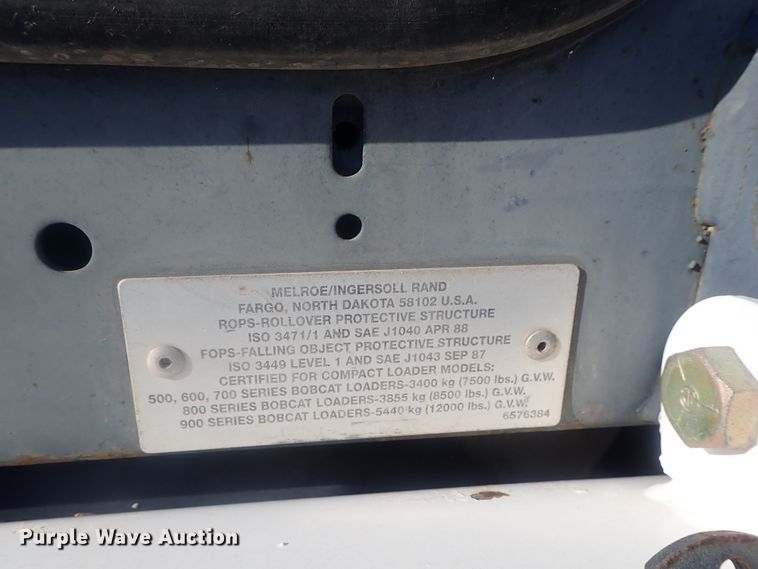 MELROE/INGERSOLL RAND
FARGO, NORTH DAKOTA 58102 U.S.A.
ROPS-ROLLOVER PROTECTIVE STRUCTURE
ISO 3471/1 AND SAE J1040 APR 88
FOPS-FALLING OBJECT PROTECTIVE STRUCTURE
ISO 3449 LEVEL 1 AND SAE J1043 SEP 87
CERTIFIED FOR COMPACT LOADER MODELS:
500, 600, 700 SERIES BOBCAT LOADERS-3400 kg (7500 lbs.) G.V.W.
800 SERIES BOBCAT LOADERS-3855 kg (8500 lbs.) G.V.W.
900 SERIES BOBCAT LOADERS-5440 kg (12000 lbs.) G.V.W.
6576384
Purple Wave Auction